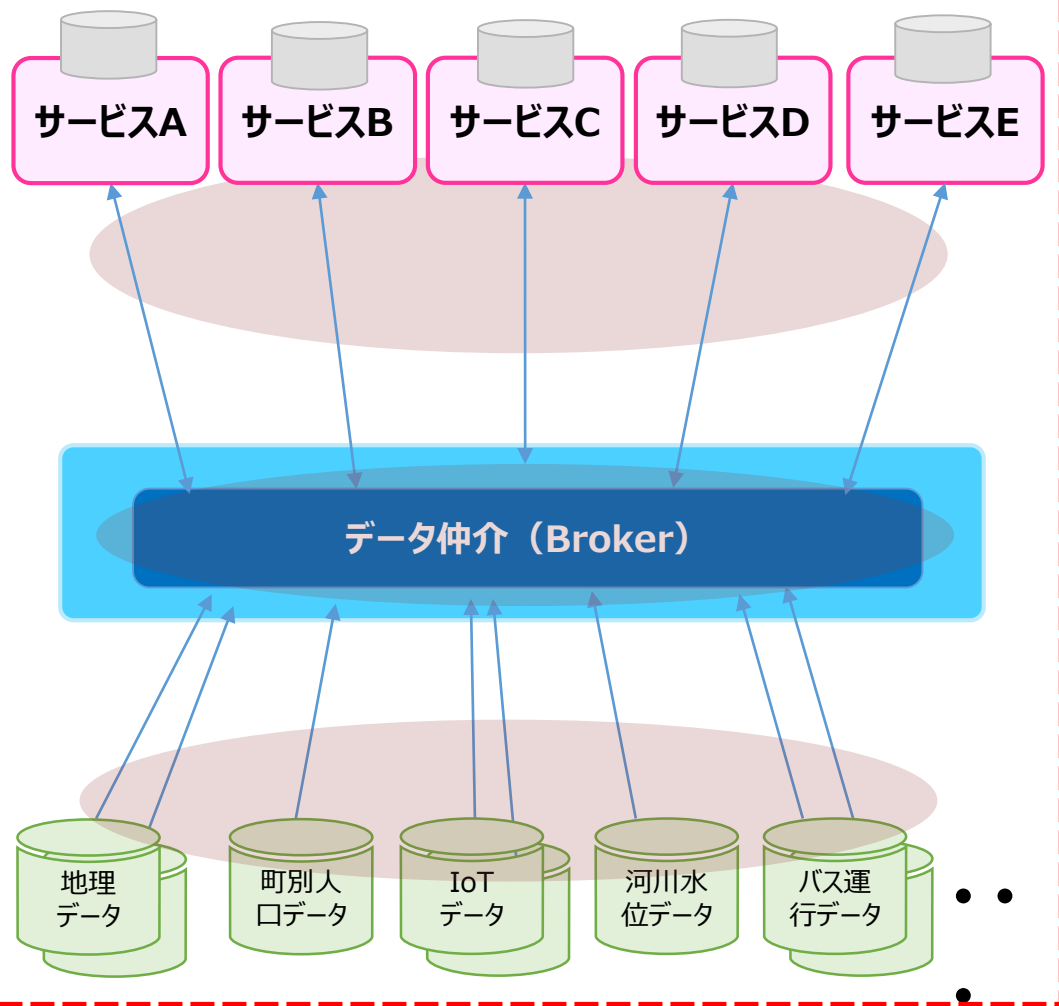 サービスA
サービスB
サービスC
サービスD
サービスE
データ仲介（Broker）
地理
データ
町別人
口データ
IoT
データ
河川水
位データ
バス運
行データ
・・
・